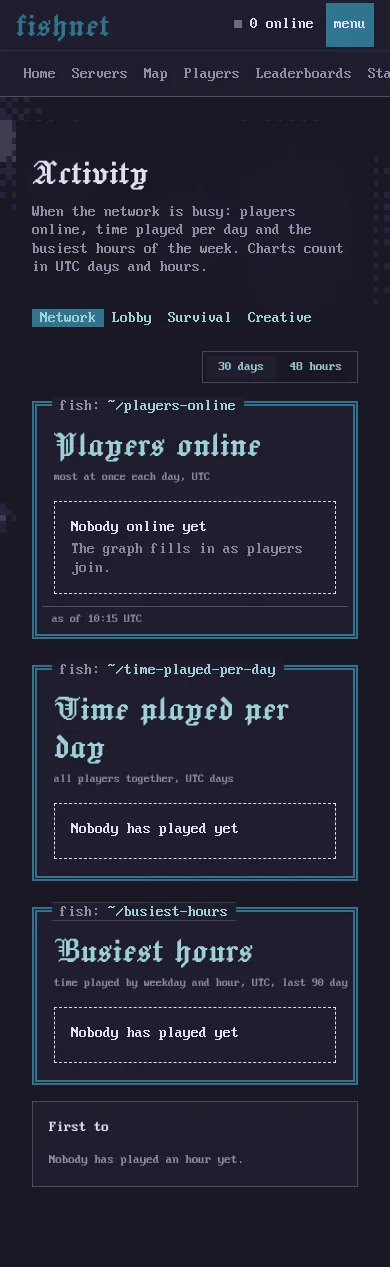 fishnet
0 online
menu
Home Servers Map Players Leaderboards Sta
Activity
When the network is busy: players
online, time played per day and the
busiest hours of the week. Charts count
in UTC days and hours.
Network Lobby Survival Creative
30 days 48 hours
fish: ~/players-online
Players online
most at once each day, UTC
Nobody online yet
The graph fills in as players
join.
as of 10:15 UTC
fish: ~/time-played-per-day
Time played per
day
all players together, UTC days
Nobody has played yet
fish: ~/busiest-hours
Busiest hours
time played by weekday and hour, UTC, last 90 day
Nobody has played yet
First to
Nobody has played an hour yet.